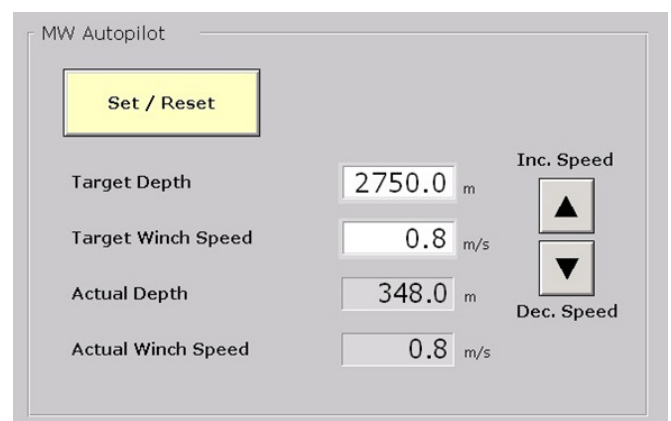 MW Autopilot
Set / Reset
Inc. Speed
Target Depth 2750.0 m
Target Winch Speed 0.8 m/s
Actual Depth 348.0 m
Dec. Speed
Actual Winch Speed 0.8 m/s